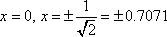 x = 0, x = ±1/√2 = ±0.7071